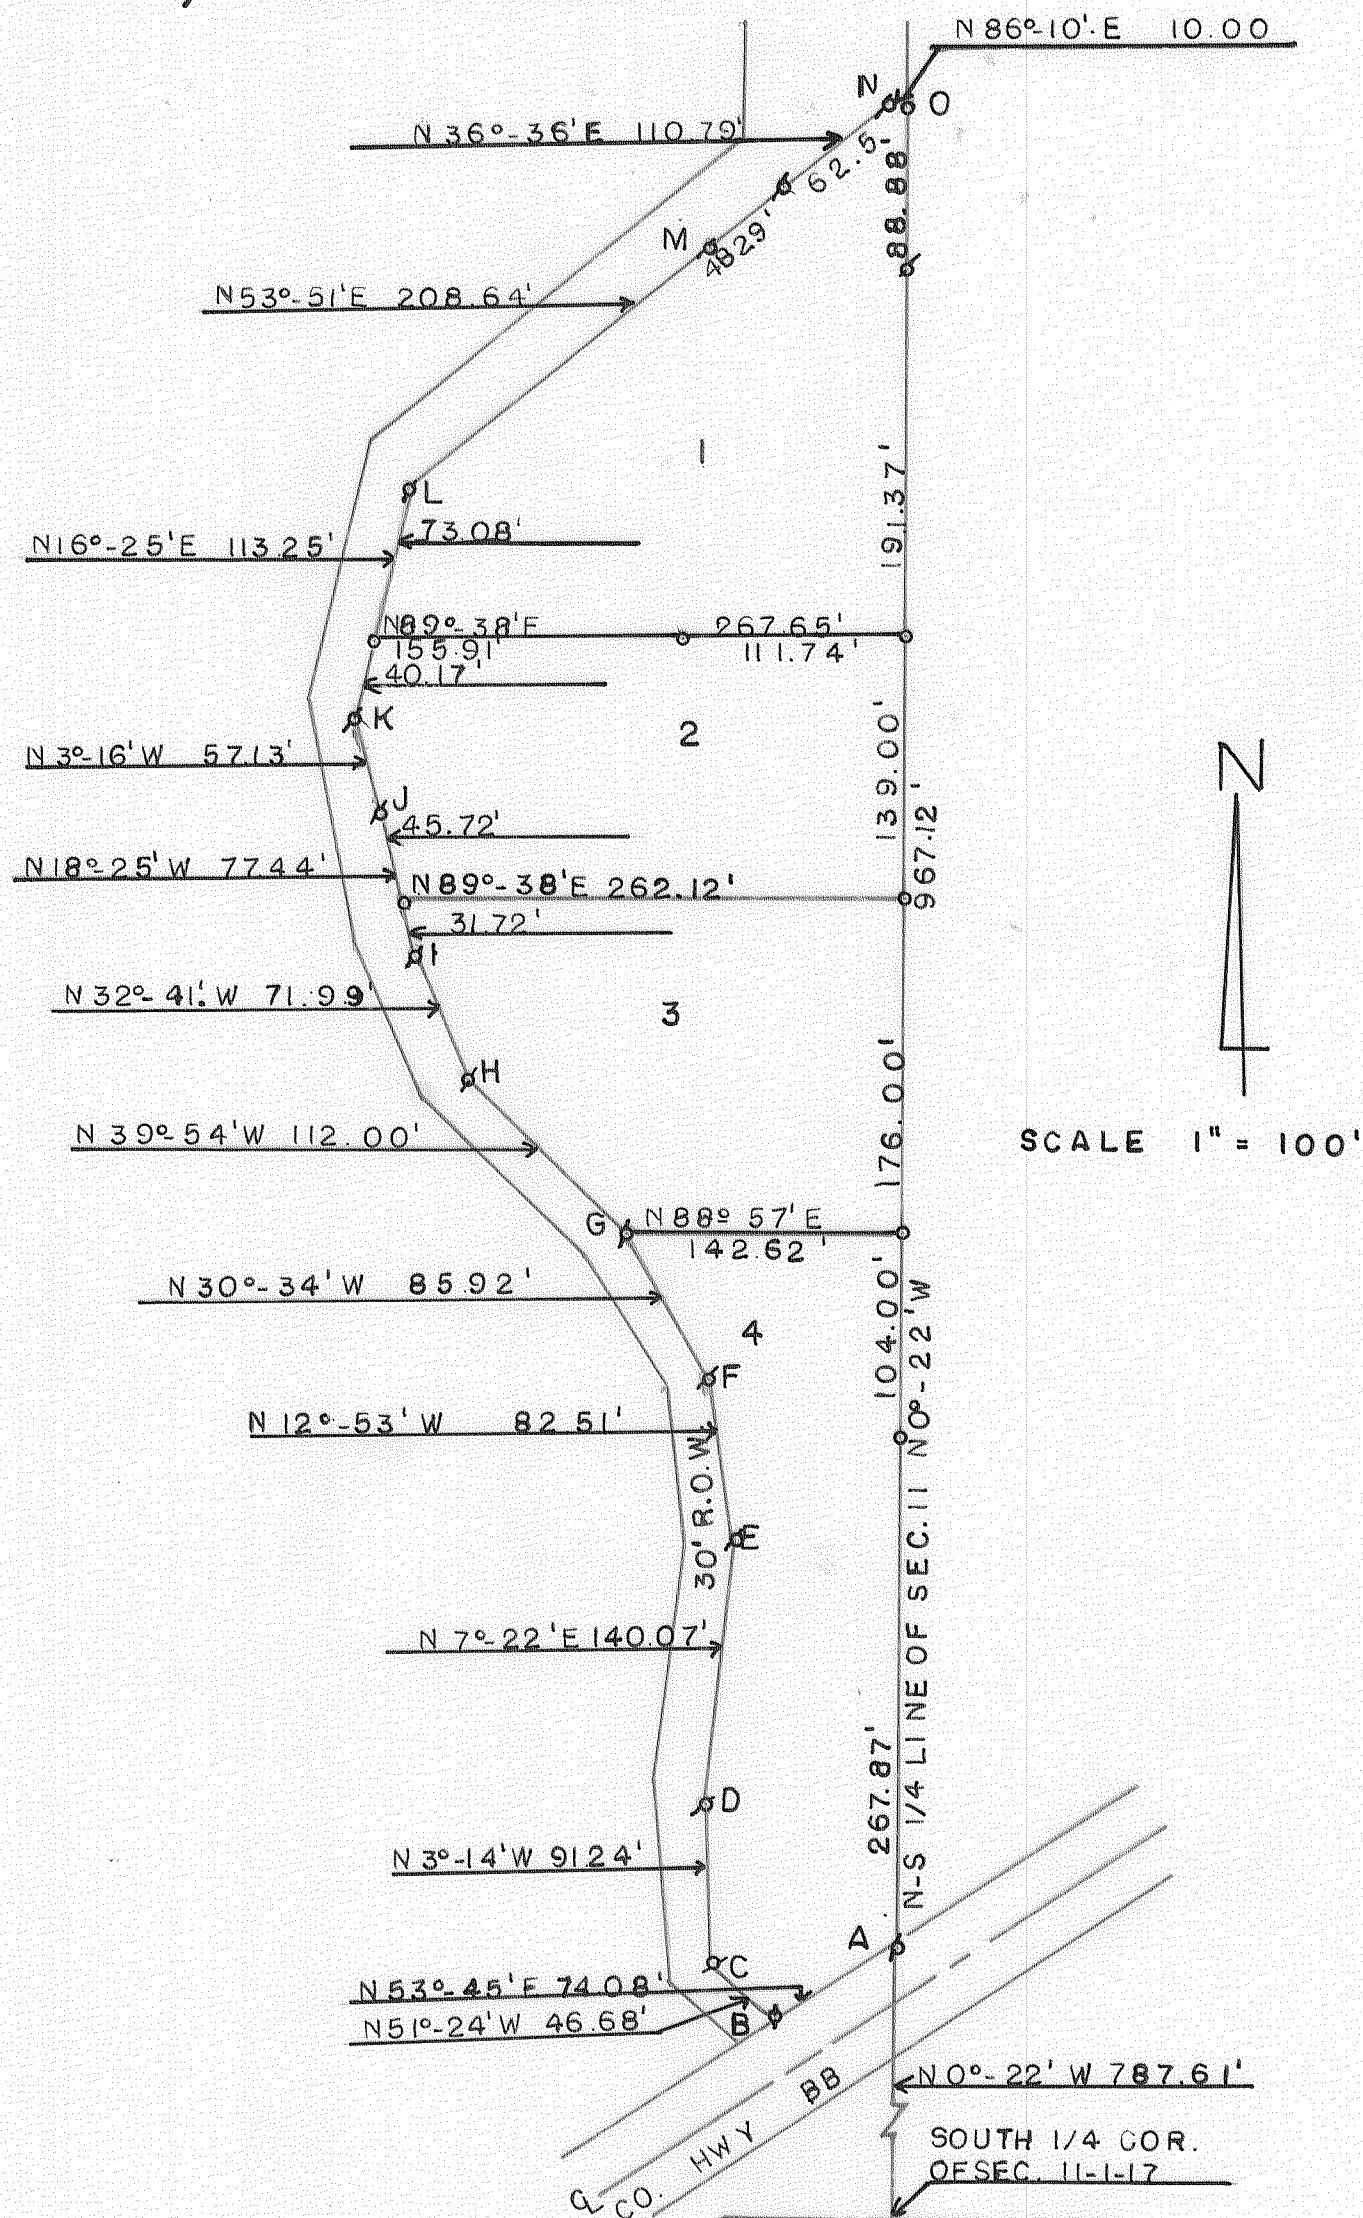 N 86°-10'. E 10.00
N O
N 36°-36'E 110.79'
62.5'
88.88'
M
48.29'
N53°-51'E 208.64'
1
191.37'
L
73.08'
N16°-25'E 113.25'
N89°-38'E 267.65'
155.91' 111.74'
40.17'
K
2
139.00'
N 3°-16'W 57.13'
J
45.72'
967.12'
N18°-25'W 77.44'
N89°-38'E 262.12'
31.72'
I
N 32°-41'. W 71.99'
3
H
N
176.00'
SCALE 1" = 100'
N 39°-54'W 112.00'
G
N 88° 57'E
142.62'
N 30°-34'W 85.92'
104.00'
4
F
N 12°-53'W 82.51'
30' R.O.W.
E
N-S 1/4 LINE OF SEC. 11 N 0°-22'W
N 7°-22'E 140.07'
267.87'
D
N 3°-14'W 91.24'
A
C
N 53°-45'E 74.08'
N51°-24'W 46.68'
B
N 0°-22' W 787.61'
HWY BB
SOUTH 1/4 COR.
OF SEC. 11-1-17
℄ CO.